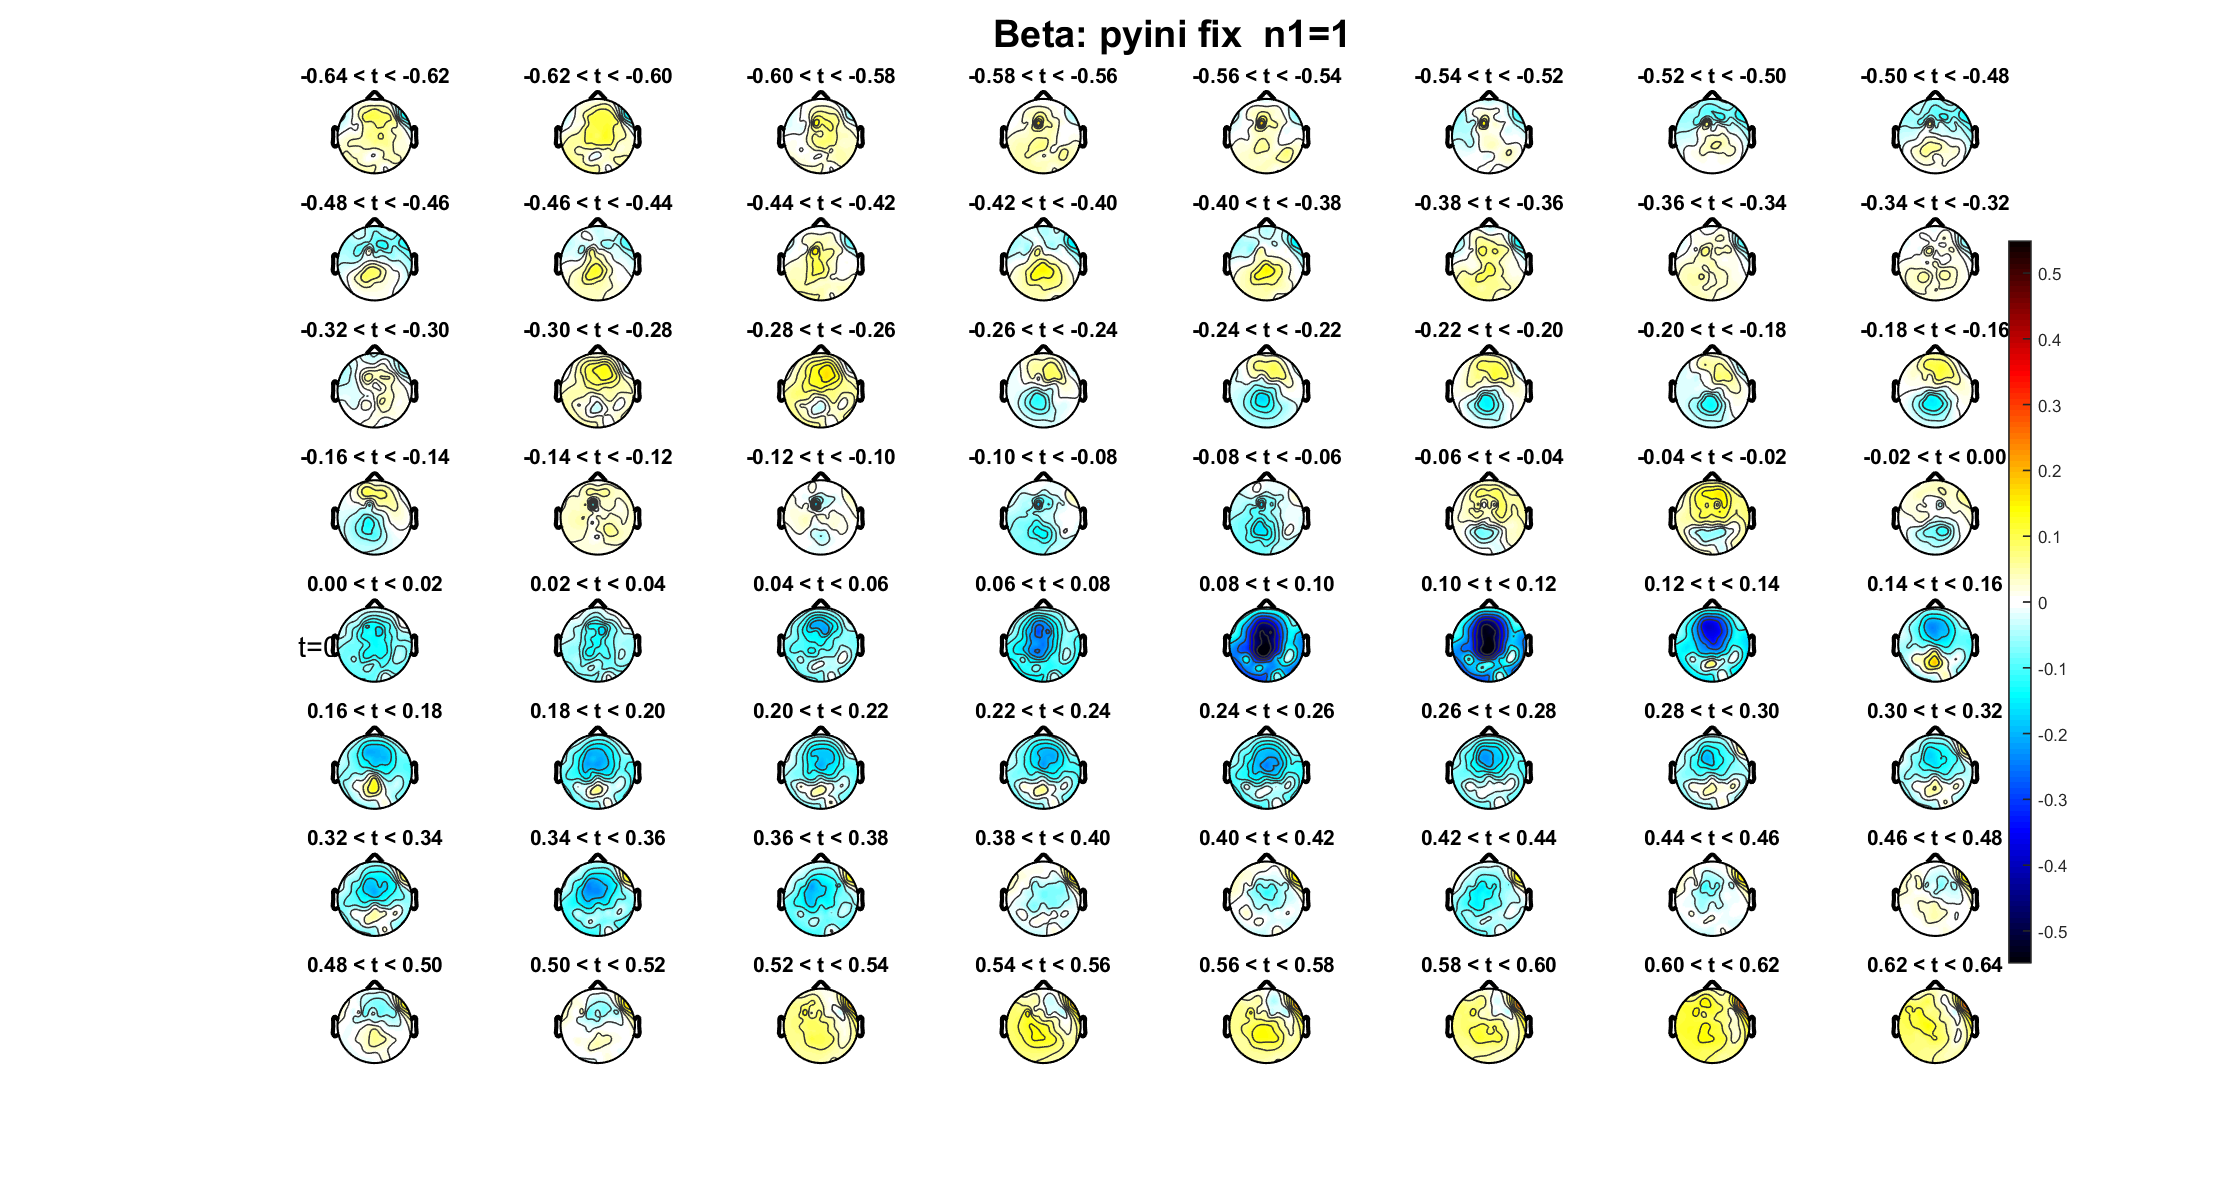 Beta: pyini fix  n1=1
-0.64 < t < -0.62 -0.62 < t < -0.60 -0.60 < t < -0.58 -0.58 < t < -0.56 -0.56 < t < -0.54 -0.54 < t < -0.52 -0.52 < t < -0.50 -0.50 < t < -0.48
-0.48 < t < -0.46 -0.46 < t < -0.44 -0.44 < t < -0.42 -0.42 < t < -0.40 -0.40 < t < -0.38 -0.38 < t < -0.36 -0.36 < t < -0.34 -0.34 < t < -0.32
-0.32 < t < -0.30 -0.30 < t < -0.28 -0.28 < t < -0.26 -0.26 < t < -0.24 -0.24 < t < -0.22 -0.22 < t < -0.20 -0.20 < t < -0.18 -0.18 < t < -0.16
-0.16 < t < -0.14 -0.14 < t < -0.12 -0.12 < t < -0.10 -0.10 < t < -0.08 -0.08 < t < -0.06 -0.06 < t < -0.04 -0.04 < t < -0.02 -0.02 < t < 0.00
0.00 < t < 0.02 0.02 < t < 0.04 0.04 < t < 0.06 0.06 < t < 0.08 0.08 < t < 0.10 0.10 < t < 0.12 0.12 < t < 0.14 0.14 < t < 0.16
t=0
0.16 < t < 0.18 0.18 < t < 0.20 0.20 < t < 0.22 0.22 < t < 0.24 0.24 < t < 0.26 0.26 < t < 0.28 0.28 < t < 0.30 0.30 < t < 0.32
0.32 < t < 0.34 0.34 < t < 0.36 0.36 < t < 0.38 0.38 < t < 0.40 0.40 < t < 0.42 0.42 < t < 0.44 0.44 < t < 0.46 0.46 < t < 0.48
0.48 < t < 0.50 0.50 < t < 0.52 0.52 < t < 0.54 0.54 < t < 0.56 0.56 < t < 0.58 0.58 < t < 0.60 0.60 < t < 0.62 0.62 < t < 0.64
0.5
0.4
0.3
0.2
0.1
0
-0.1
-0.2
-0.3
-0.4
-0.5